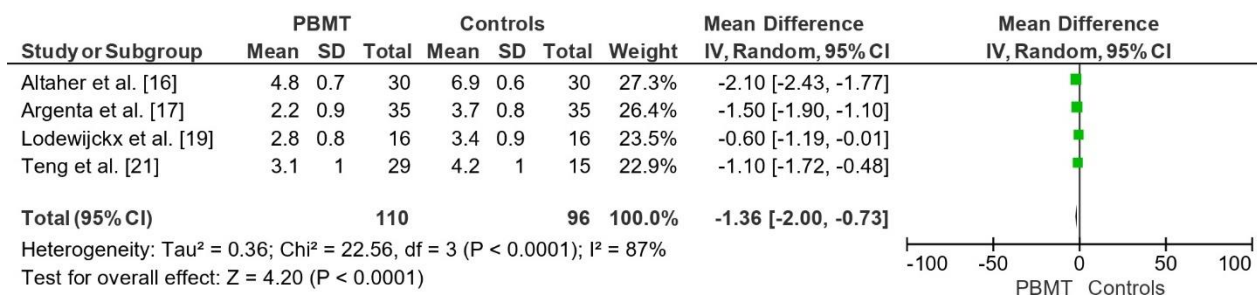 PBMT Controls Mean Difference Mean Difference
Study or Subgroup Mean SD Total Mean SD Total Weight IV, Random, 95% CI IV, Random, 95% CI
Altaher et al. [16] 4.8 0.7 30 6.9 0.6 30 27.3% -2.10 [-2.43, -1.77]
Argenta et al. [17] 2.2 0.9 35 3.7 0.8 35 26.4% -1.50 [-1.90, -1.10]
Lodewijckx et al. [19] 2.8 0.8 16 3.4 0.9 16 23.5% -0.60 [-1.19, -0.01]
Teng et al. [21] 3.1 1 29 4.2 1 15 22.9% -1.10 [-1.72, -0.48]
Total (95% CI) 110 96 100.0% -1.36 [-2.00, -0.73]
Heterogeneity: Tau² = 0.36; Chi² = 22.56, df = 3 (P < 0.0001); I² = 87%
Test for overall effect: Z = 4.20 (P < 0.0001)
-100 -50 0 50 100
PBMT Controls